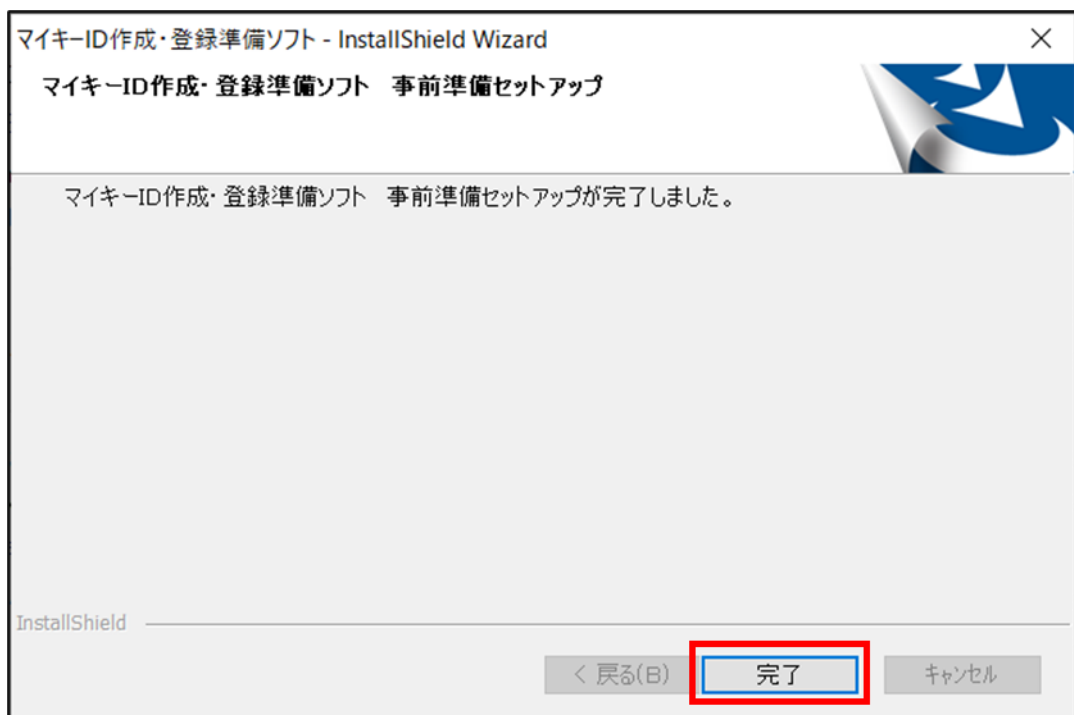 マイキーID作成・登録準備ソフト - InstallShield Wizard
マイキーID作成・登録準備ソフト　事前準備セットアップ
マイキーID作成・登録準備ソフト　事前準備セットアップが完了しました。
InstallShield
< 戻る(B)
完了
キャンセル